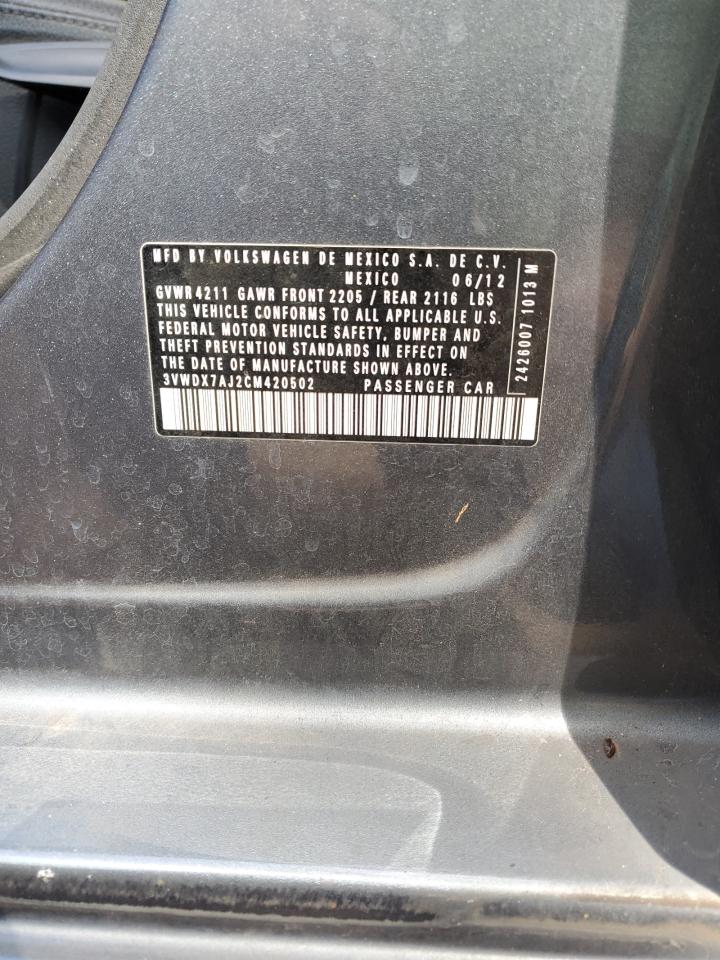 MFD BY VOLKSWAGEN DE MEXICO S.A. DE C.V.
MEXICO 06/12
GVWR 4211 GAWR FRONT 2205 / REAR 2116 LBS
THIS VEHICLE CONFORMS TO ALL APPLICABLE U.S.
FEDERAL MOTOR VEHICLE SAFETY, BUMPER AND
THEFT PREVENTION STANDARDS IN EFFECT ON
THE DATE OF MANUFACTURE SHOWN ABOVE.
3VWDX7AJ2CM420502 PASSENGER CAR
2426007 1013 M